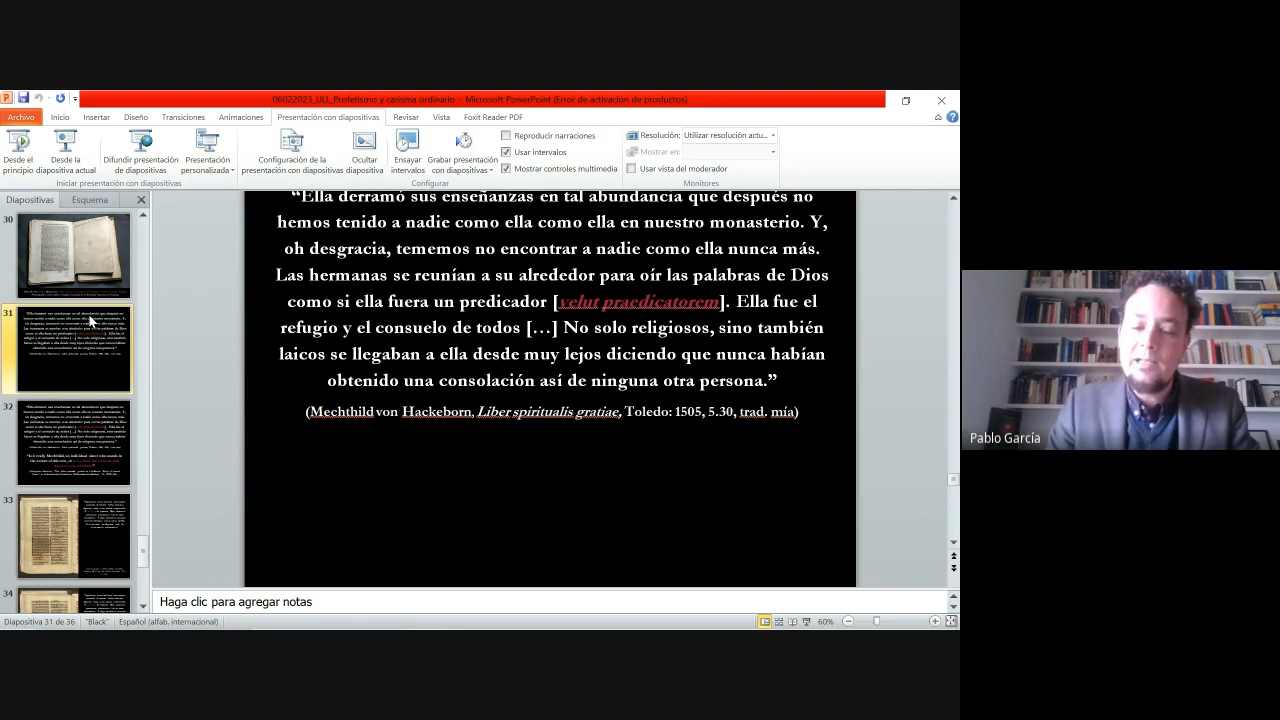 06022023_ULL_Profetismo y carisma ordinario - Microsoft PowerPoint (Error de activación de productos)
Archivo Inicio Insertar Diseño Transiciones Animaciones Presentación con diapositivas Revisar Vista Foxit Reader PDF
Desde el principio
Desde la diapositiva actual
Difundir presentación de diapositivas
Presentación personalizada
Configuración de la presentación con diapositivas
Ocultar diapositiva
Ensayar intervalos
Grabar presentación con diapositivas
Reproducir narraciones
Usar intervalos
Mostrar controles multimedia
Resolución: Utilizar resolución actu...
Mostrar en:
Usar vista del moderador
Iniciar presentación con diapositivas
Configurar
Monitores
Diapositivas Esquema
30
31
32
33
34
“Ella derramó sus enseñanzas en tal abundancia que después no
hemos tenido a nadie como ella como ella en nuestro monasterio. Y,
oh desgracia, tememos no encontrar a nadie como ella nunca más.
Las hermanas se reunían a su alrededor para oír las palabras de Dios
como si ella fuera un predicador [velut praedicatorem]. Ella fue el
refugio y el consuelo de todos […] No solo religiosos, sino también
laicos se llegaban a ella desde muy lejos diciendo que nunca habían
obtenido una consolación así de ninguna otra persona.”
(Mechthild von Hackeborn, Liber spiritualis gratiae, Toledo: 1505, 5.30, trad. mía)
Pablo García
Haga clic para agregar notas
Diapositiva 31 de 36 "Black" Español (alfab. internacional) 60%